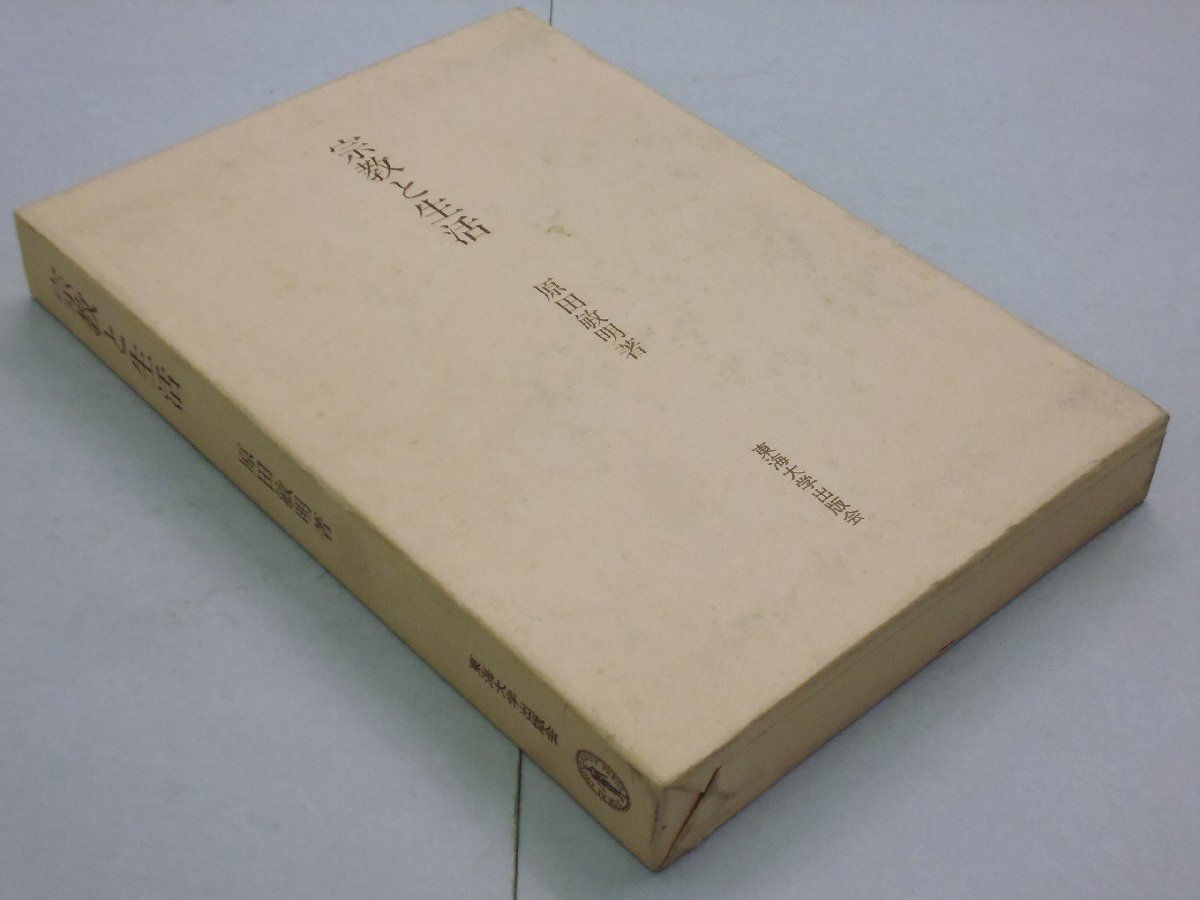 宗教と生活
原田敏明著
東海大学出版会
宗教と生活
原田敏明著
東海大学出版会